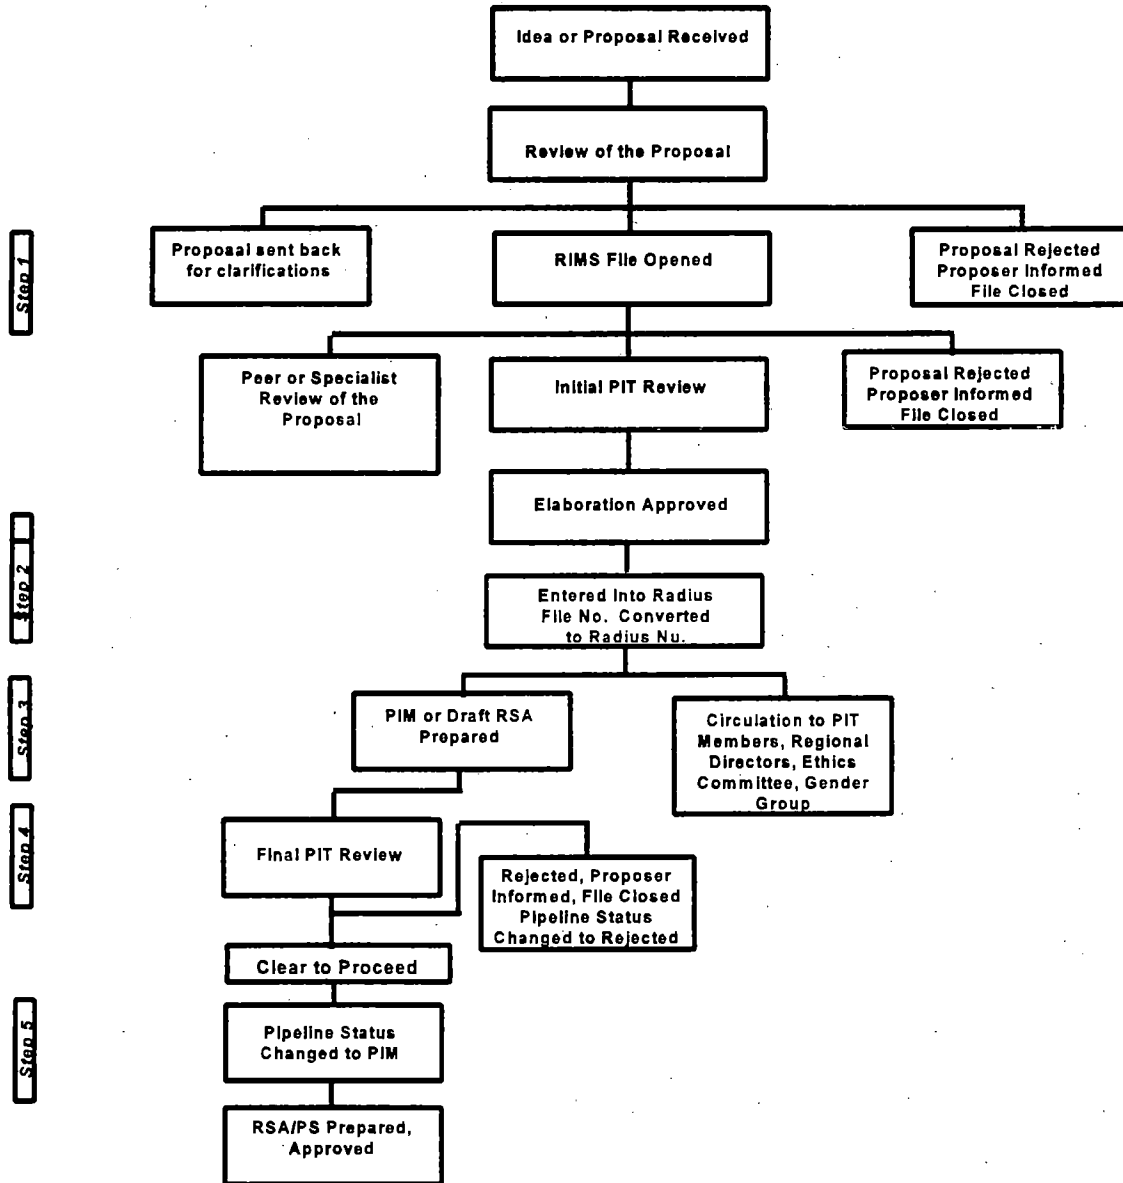 Idea or Proposal Received
Review of the Proposal
Step 1
Proposal sent back
for clarifications
RIMS File Opened
Proposal Rejected
Proposer Informed
File Closed
Peer or Specialist
Review of the
Proposal
Initial PIT Review
Proposal Rejected
Proposer Informed
File Closed
Elaboration Approved
Step 2
Entered Into Radius
File No. Converted
to Radius Nu.
Step 3
PIM or Draft RSA
Prepared
Circulation to PIT
Members, Regional
Directors, Ethics
Committee, Gender
Group
Step 4
Final PIT Review
Rejected, Proposer
Informed, File Closed
Pipeline Status
Changed to Rejected
Clear to Proceed
Step 5
Pipeline Status
Changed to PIM
RSA/PS Prepared,
Approved